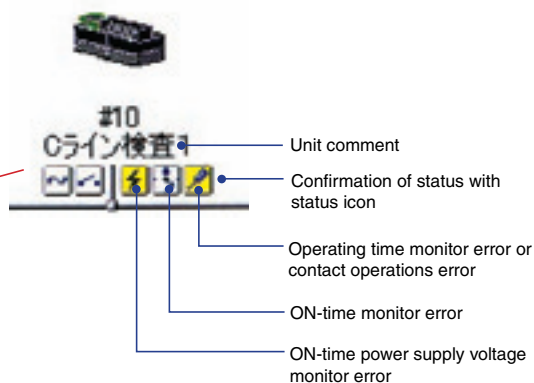 #10
Cライン検査1
Unit comment
Confirmation of status with
status icon
Operating time monitor error or
contact operations error
ON-time monitor error
ON-time power supply voltage
monitor error